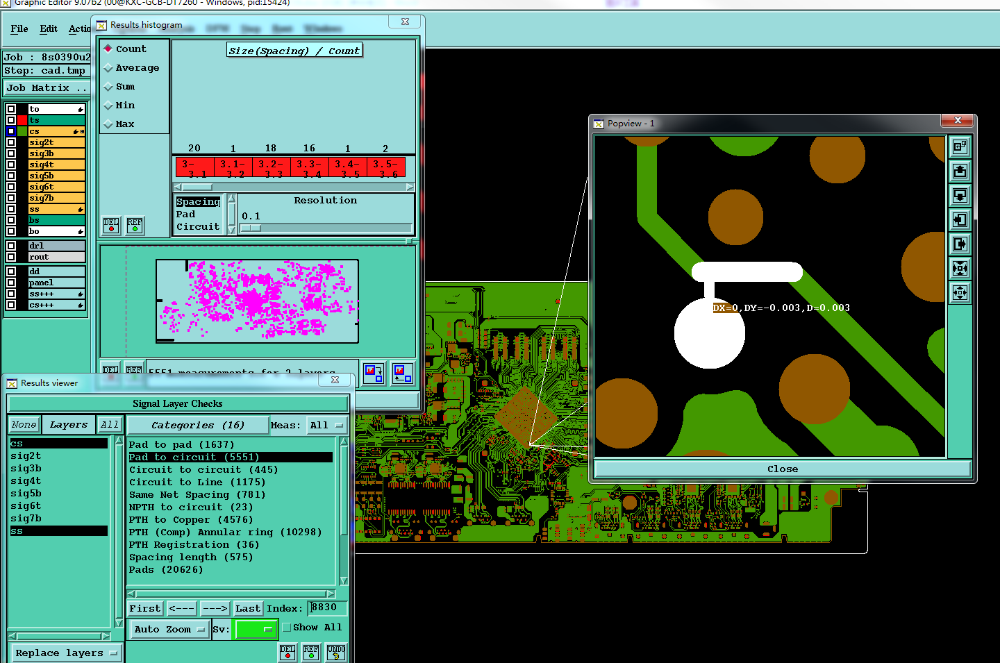 Graphic Editor 9.07b2 (00@KXC-GCB-DT7260 - Windows, pid:15424)
File Edit Actio
Job : 8s0390u2
Step: cad.tmp
Job Matrix ..
to
ts
cs
sig2t
sig3b
sig4t
sig5b
sig6t
sig7b
ss
bs
bo
drl
rout
dd
panel
ss+++
cs+++
Results histogram
Count
Average
Sum
Min
Max
Size(Spacing) / Count
20 1 18 16 1 2
3- 3.1- 3.2- 3.3- 3.4- 3.5-
3.1 3.2 3.3 3.4 3.5 3.6
Spacing
Pad
Circuit
Resolution
0.1
DEL REF
DEL REF
5551 measurements for 2 layers
Results viewer
Signal Layer Checks
None Layers All
cs
sig2t
sig3b
sig4t
sig5b
sig6t
sig7b
ss
Replace layers
Categories (16) Meas: All
Pad to pad (1637)
Pad to circuit (5551)
Circuit to circuit (445)
Circuit to Line (1175)
Same Net Spacing (781)
NPTH to circuit (23)
PTH to Copper (4576)
PTH (Comp) Annular ring (10298)
PTH Registration (36)
Spacing length (575)
Pads (20626)
First <--- ---> Last Index: 8830
Auto Zoom Sv: Show All
DEL REF UNDO
Popview - 1
DX=0,DY=-0.003,D=0.003
Close